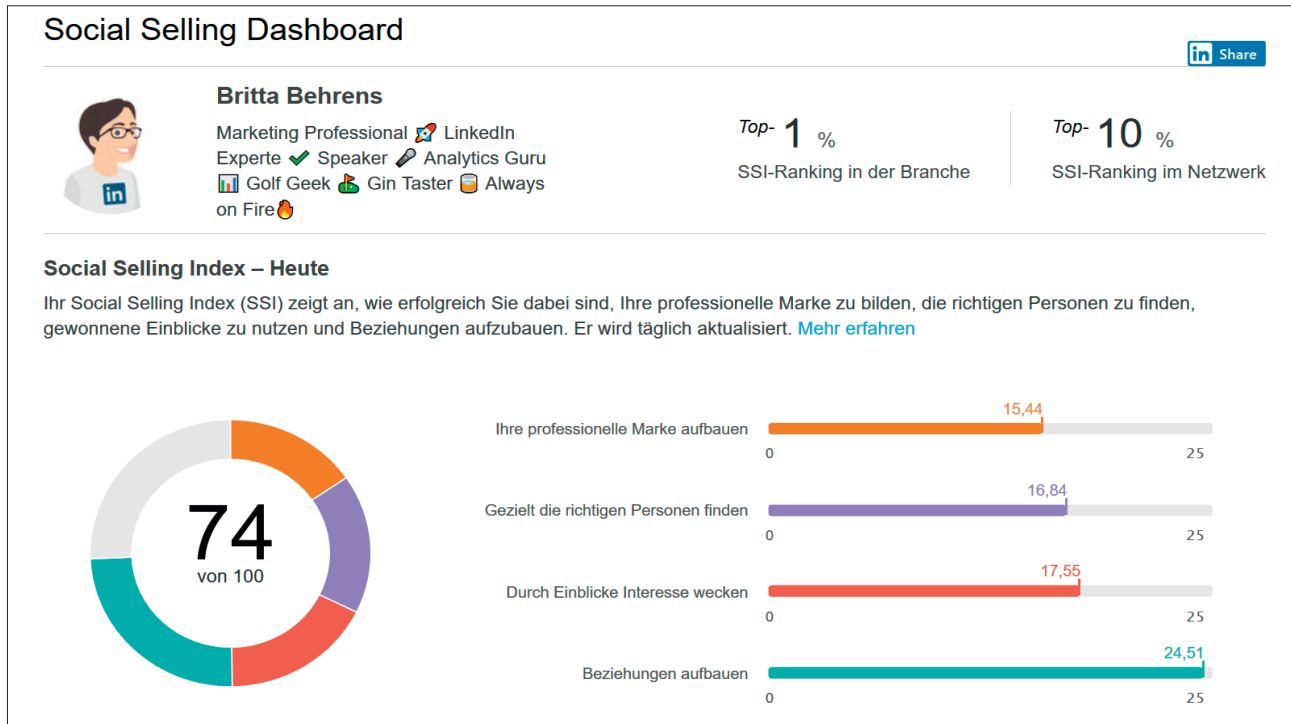 Social Selling Dashboard
in Share
Britta Behrens
Marketing Professional 🚀 LinkedIn
Experte ✔ Speaker 🎤 Analytics Guru
📊 Golf Geek ⛳ Gin Taster 🥃 Always
on Fire🔥
in
Top- 1 %
SSI-Ranking in der Branche
Top- 10 %
SSI-Ranking im Netzwerk
Social Selling Index – Heute
Ihr Social Selling Index (SSI) zeigt an, wie erfolgreich Sie dabei sind, Ihre professionelle Marke zu bilden, die richtigen Personen zu finden,
gewonnene Einblicke zu nutzen und Beziehungen aufzubauen. Er wird täglich aktualisiert. Mehr erfahren
74
von 100
15,44
Ihre professionelle Marke aufbauen
0 25
16,84
Gezielt die richtigen Personen finden
0 25
17,55
Durch Einblicke Interesse wecken
0 25
24,51
Beziehungen aufbauen
0 25